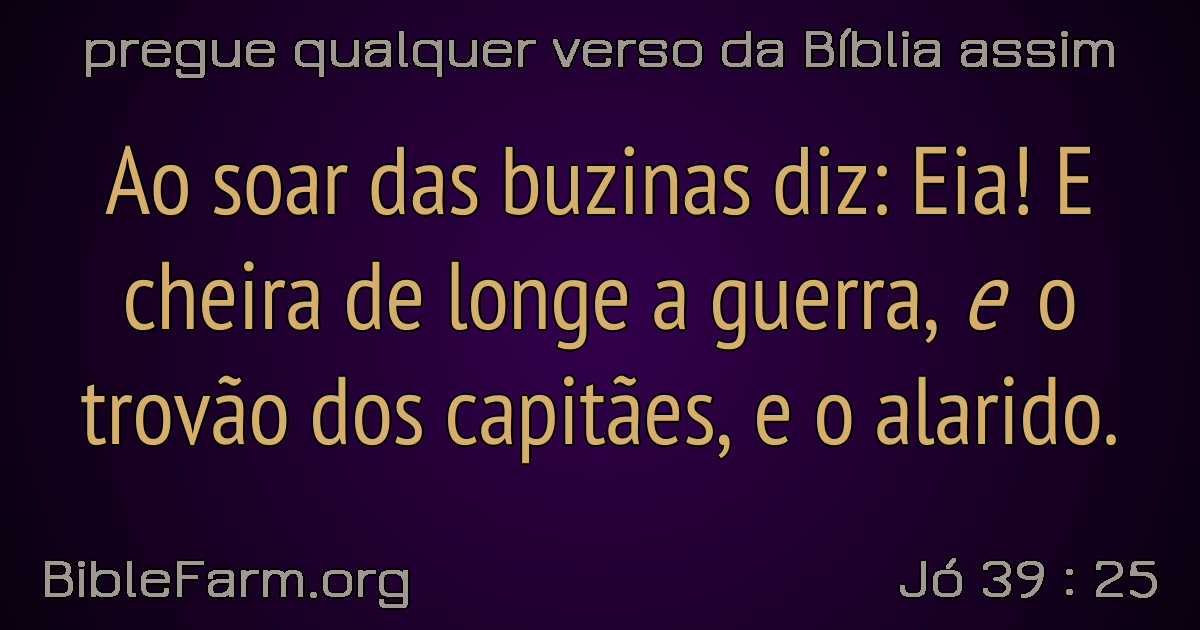 pregue qualquer verso da Bíblia assim
Ao soar das buzinas diz: Eia! E
cheira de longe a guerra, e o
trovão dos capitães, e o alarido.
BibleFarm.org
Jó 39 : 25